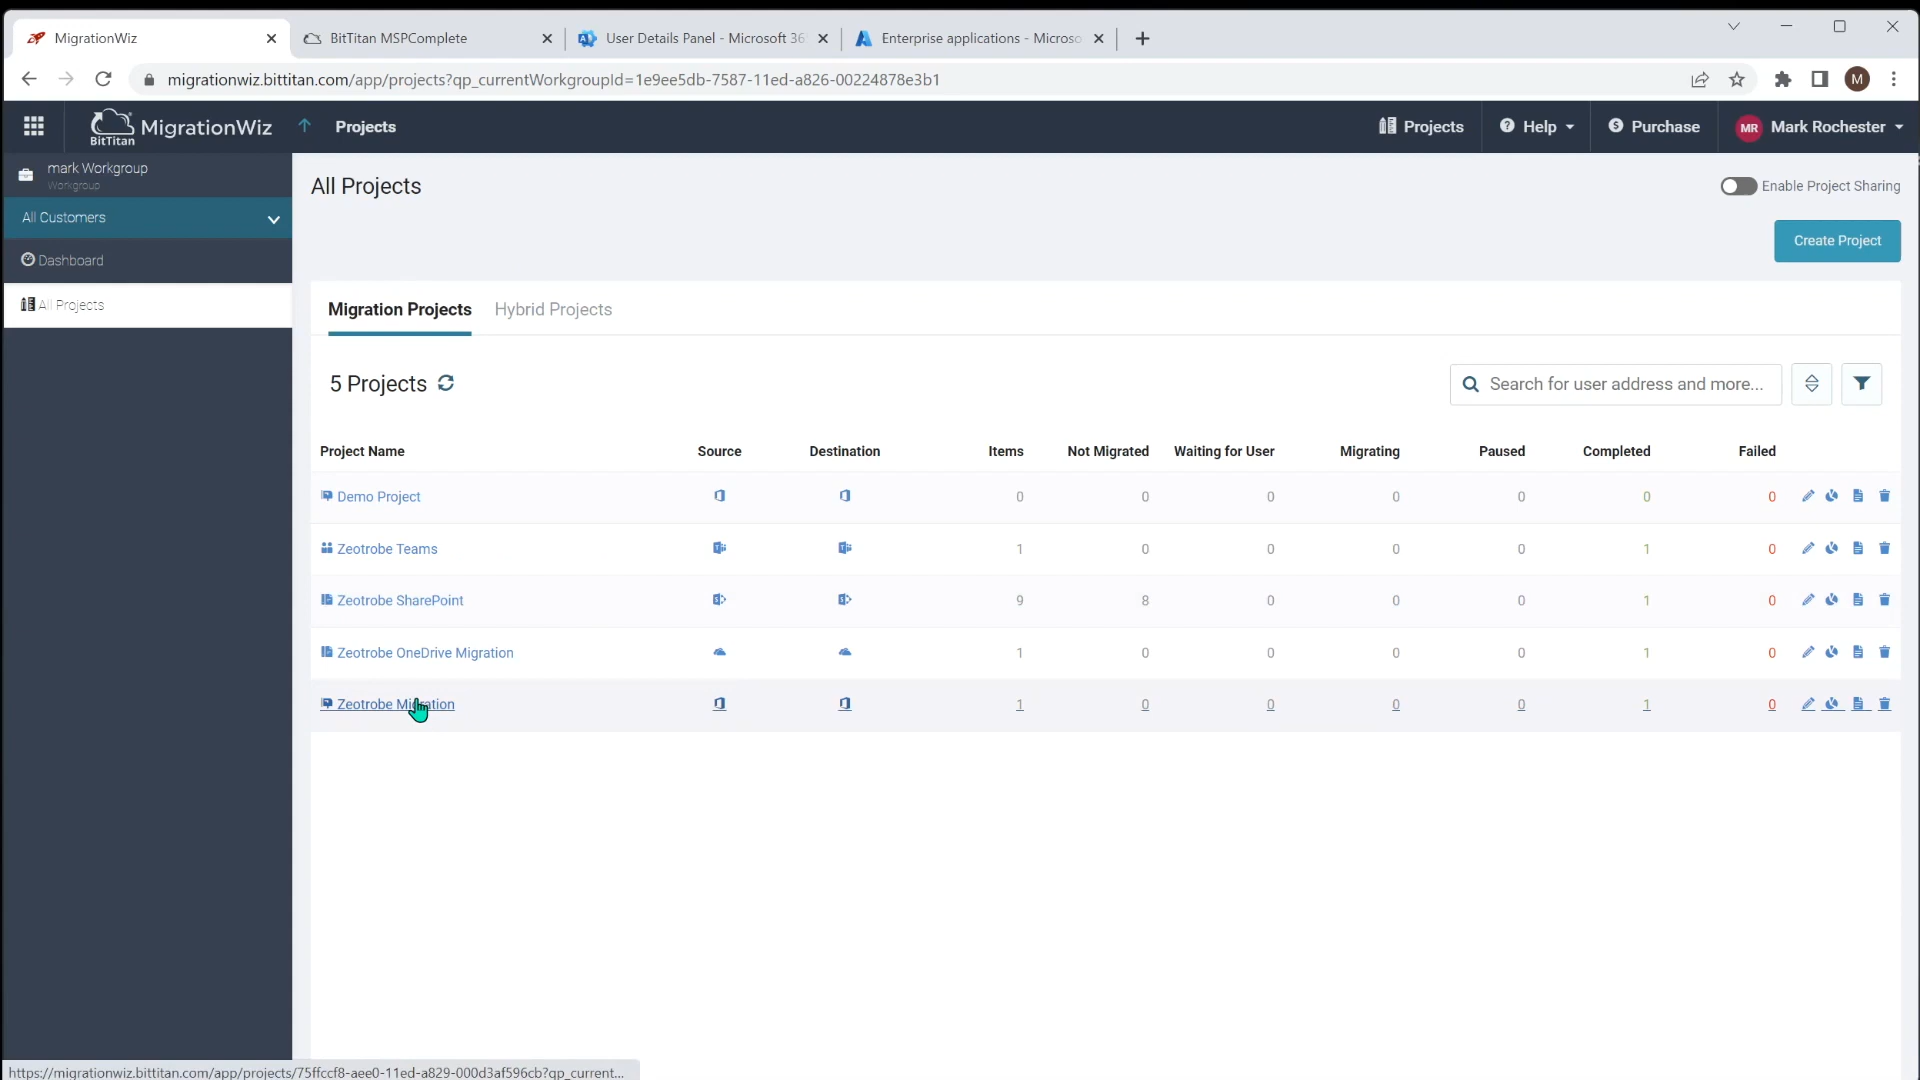 MigrationWiz
BitTitan MSPComplete
User Details Panel - Microsoft 36
Enterprise applications - Microso
migrationwiz.bittitan.com/app/projects?qp_currentWorkgroupId=1e9ee5db-7587-11ed-a826-00224878e3b1
M
BitTitan MigrationWiz
Projects
Projects
Help
Purchase
MR Mark Rochester
mark Workgroup
Workgroup
All Customers
Dashboard
All Projects
All Projects
Enable Project Sharing
Create Project
Migration Projects Hybrid Projects
5 Projects
Search for user address and more...
Project Name Source Destination Items Not Migrated Waiting for User Migrating Paused Completed Failed
Demo Project 0 0 0 0 0 0 0
Zeotrobe Teams 1 0 0 0 0 1 0
Zeotrobe SharePoint 9 8 0 0 0 1 0
Zeotrobe OneDrive Migration 1 0 0 0 0 1 0
Zeotrobe Migration 1 0 0 0 0 1 0
https://migrationwiz.bittitan.com/app/projects/75ffccf8-aee0-11ed-a829-000d3af596cb?qp_current...